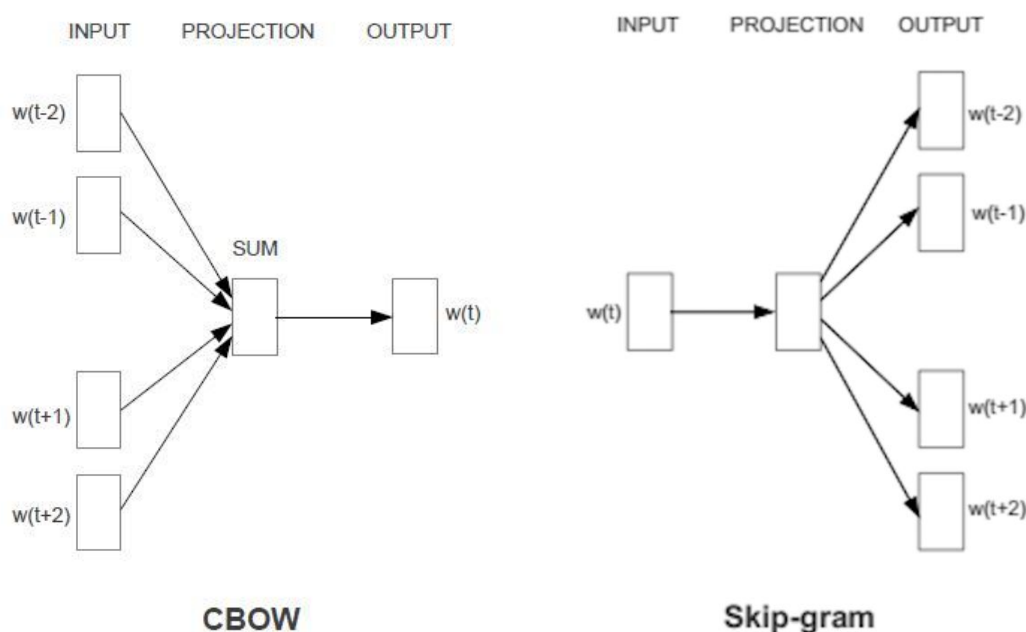 INPUT PROJECTION OUTPUT
w(t-2)
w(t-1)
SUM
w(t)
w(t+1)
w(t+2)
CBOW
INPUT PROJECTION OUTPUT
w(t-2)
w(t-1)
w(t)
w(t+1)
w(t+2)
Skip-gram